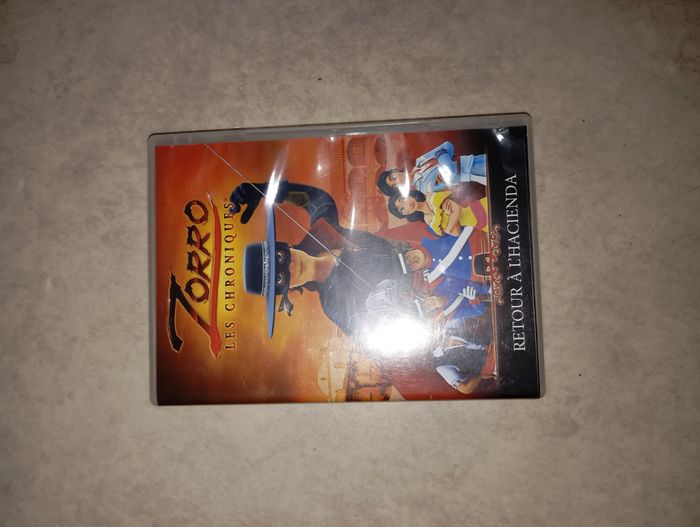 ZORRO
LES CHRONIQUES
RETOUR À L'HACIENDA